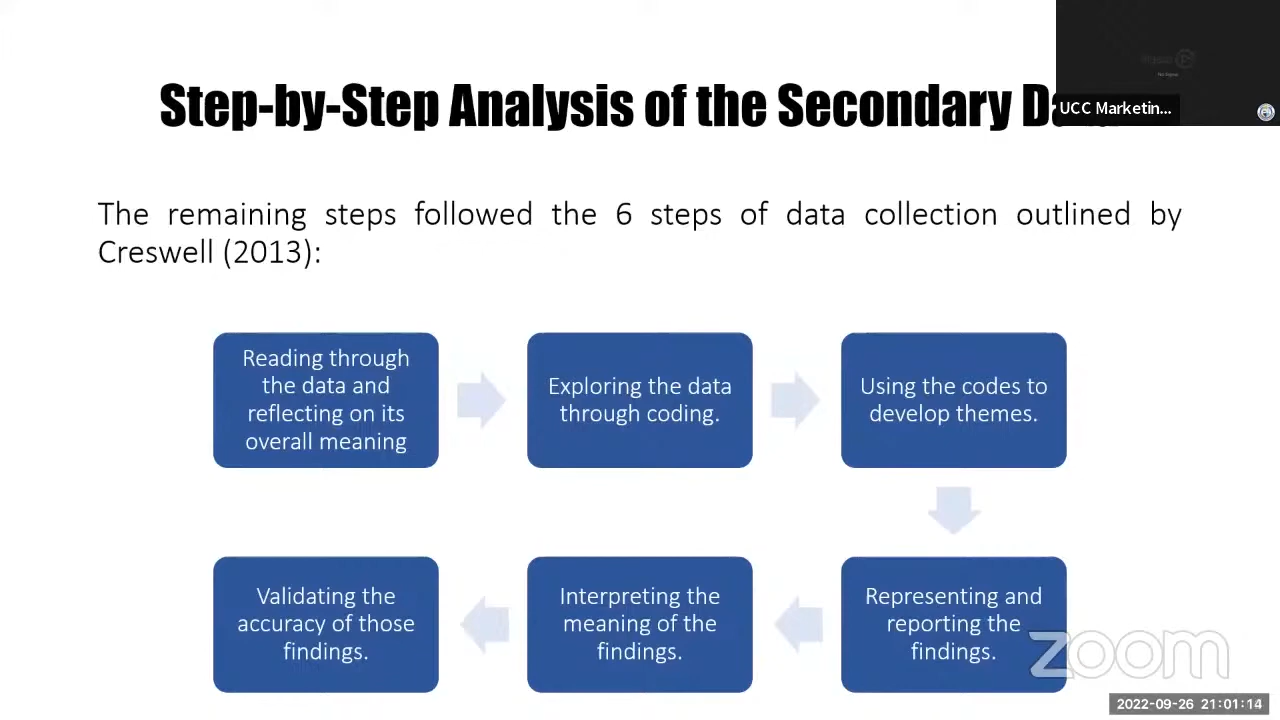 Step-by-Step Analysis of the Secondary
UCC Marketin...
No Signal
The remaining steps followed the 6 steps of data collection outlined by
Creswell (2013):
Reading through
the data and
reflecting on its
overall meaning
Exploring the data
through coding.
Using the codes to
develop themes.
Representing and
reporting the
findings.
Interpreting the
meaning of the
findings.
Validating the
accuracy of those
findings.
zoom
2022-09-26 21:01:14